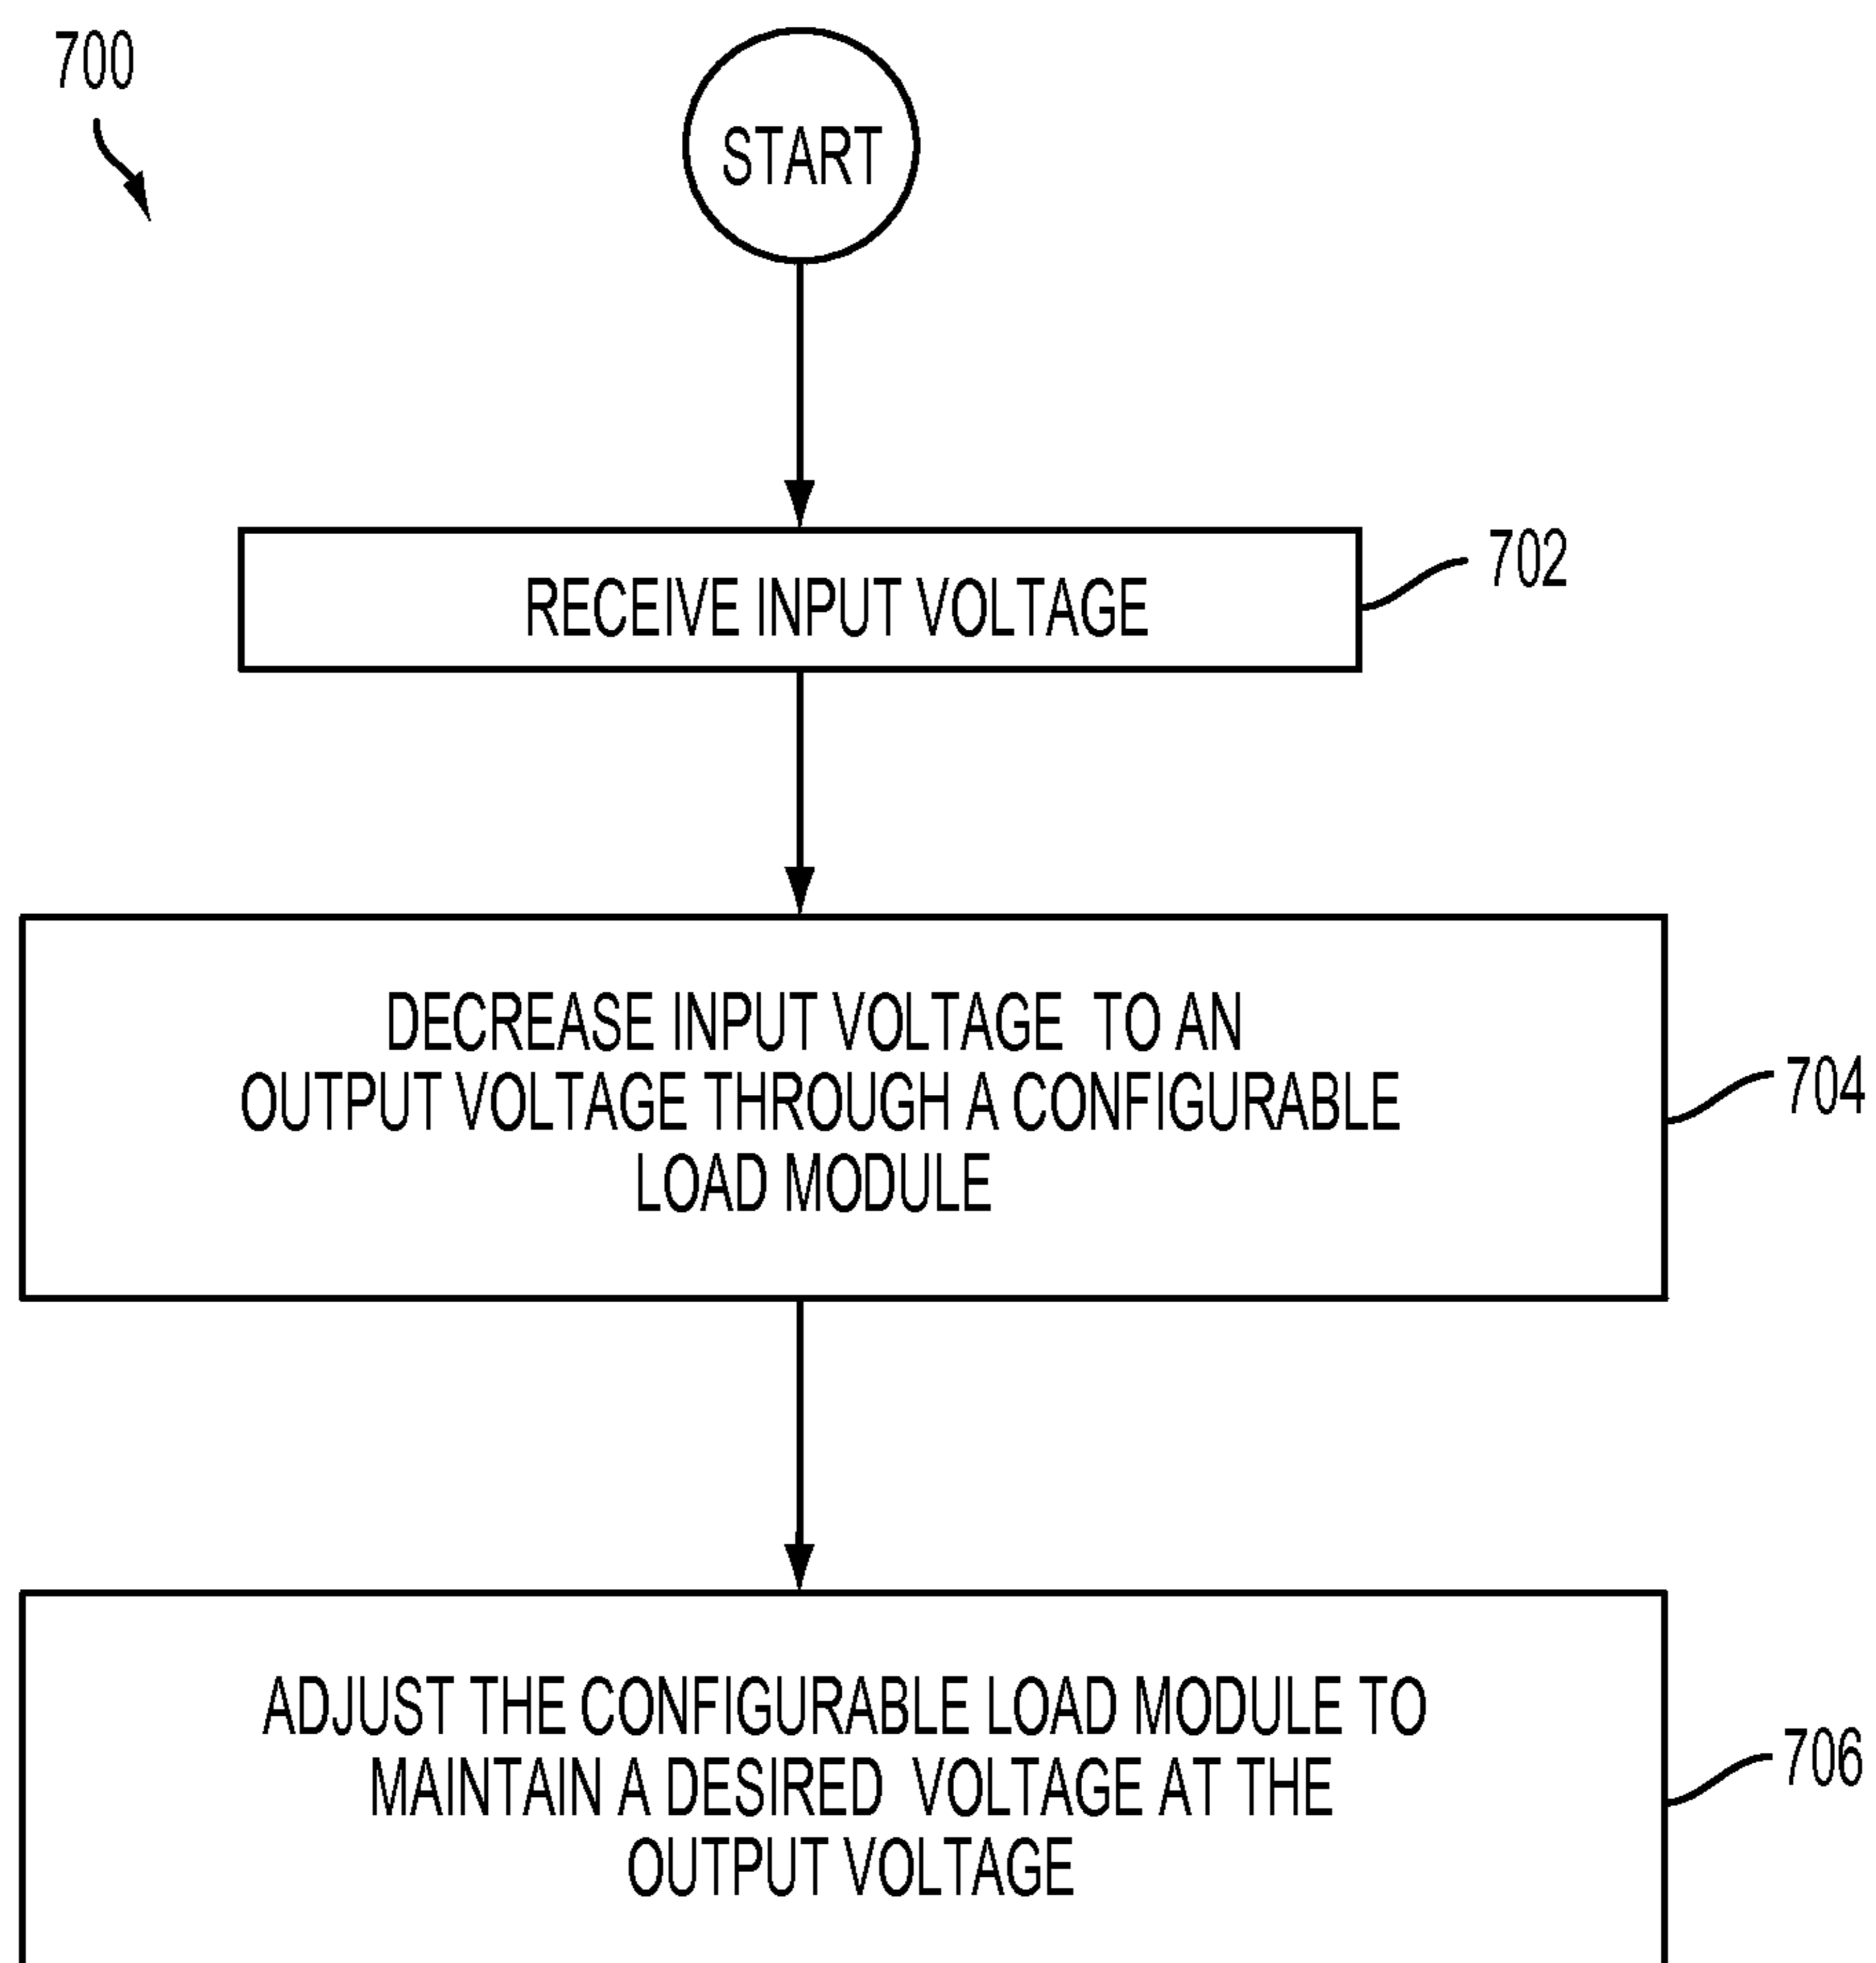 700
START
RECEIVE INPUT VOLTAGE
702
DECREASE INPUT VOLTAGE TO AN
OUTPUT VOLTAGE THROUGH A CONFIGURABLE
LOAD MODULE
704
ADJUST THE CONFIGURABLE LOAD MODULE TO
MAINTAIN A DESIRED VOLTAGE AT THE
OUTPUT VOLTAGE
706